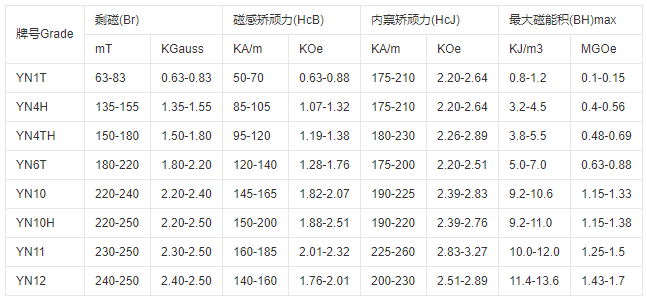 牌号Grade 剩磁(Br) 磁感矫顽力(HcB) 内禀矫顽力(HcJ) 最大磁能积(BH)max
mT KGauss KA/m KOe KA/m KOe KJ/m3 MGOe
YN1T 63-83 0.63-0.83 50-70 0.63-0.88 175-210 2.20-2.64 0.8-1.2 0.1-0.15
YN4H 135-155 1.35-1.55 85-105 1.07-1.32 175-210 2.20-2.64 3.2-4.5 0.4-0.56
YN4TH 150-180 1.50-1.80 95-120 1.19-1.38 180-230 2.26-2.89 3.8-5.5 0.48-0.69
YN6T 180-220 1.80-2.20 120-140 1.28-1.76 175-200 2.20-2.51 5.0-7.0 0.63-0.88
YN10 220-240 2.20-2.40 145-165 1.82-2.07 190-225 2.39-2.83 9.2-10.6 1.15-1.33
YN10H 220-250 2.20-2.50 150-200 1.88-2.51 190-220 2.39-2.76 9.2-11.0 1.15-1.38
YN11 230-250 2.30-2.50 160-185 2.01-2.32 225-260 2.83-3.27 10.0-12.0 1.25-1.5
YN12 240-250 2.40-2.50 140-160 1.76-2.01 200-230 2.51-2.89 11.4-13.6 1.43-1.7